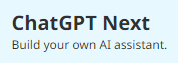 ChatGPT Next
Build your own AI assistant.